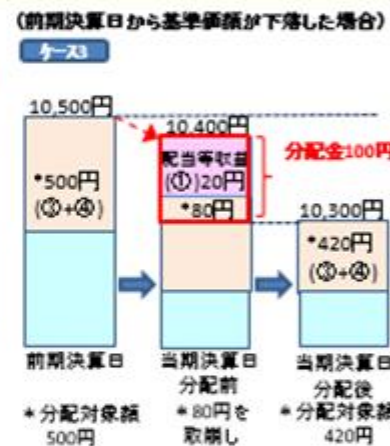 (前期決算日から基準価額が下落した場合)
ケース3
10,500円
10,400円
配当等収益
(①)20円
分配金100円
*500円
(③+④)
*80円
10,300円
*420円
(③+④)
前期決算日
当期決算日
分配前
当期決算日
分配後
*分配対象額
500円
*80円を
取崩し
*分配対象額
420円